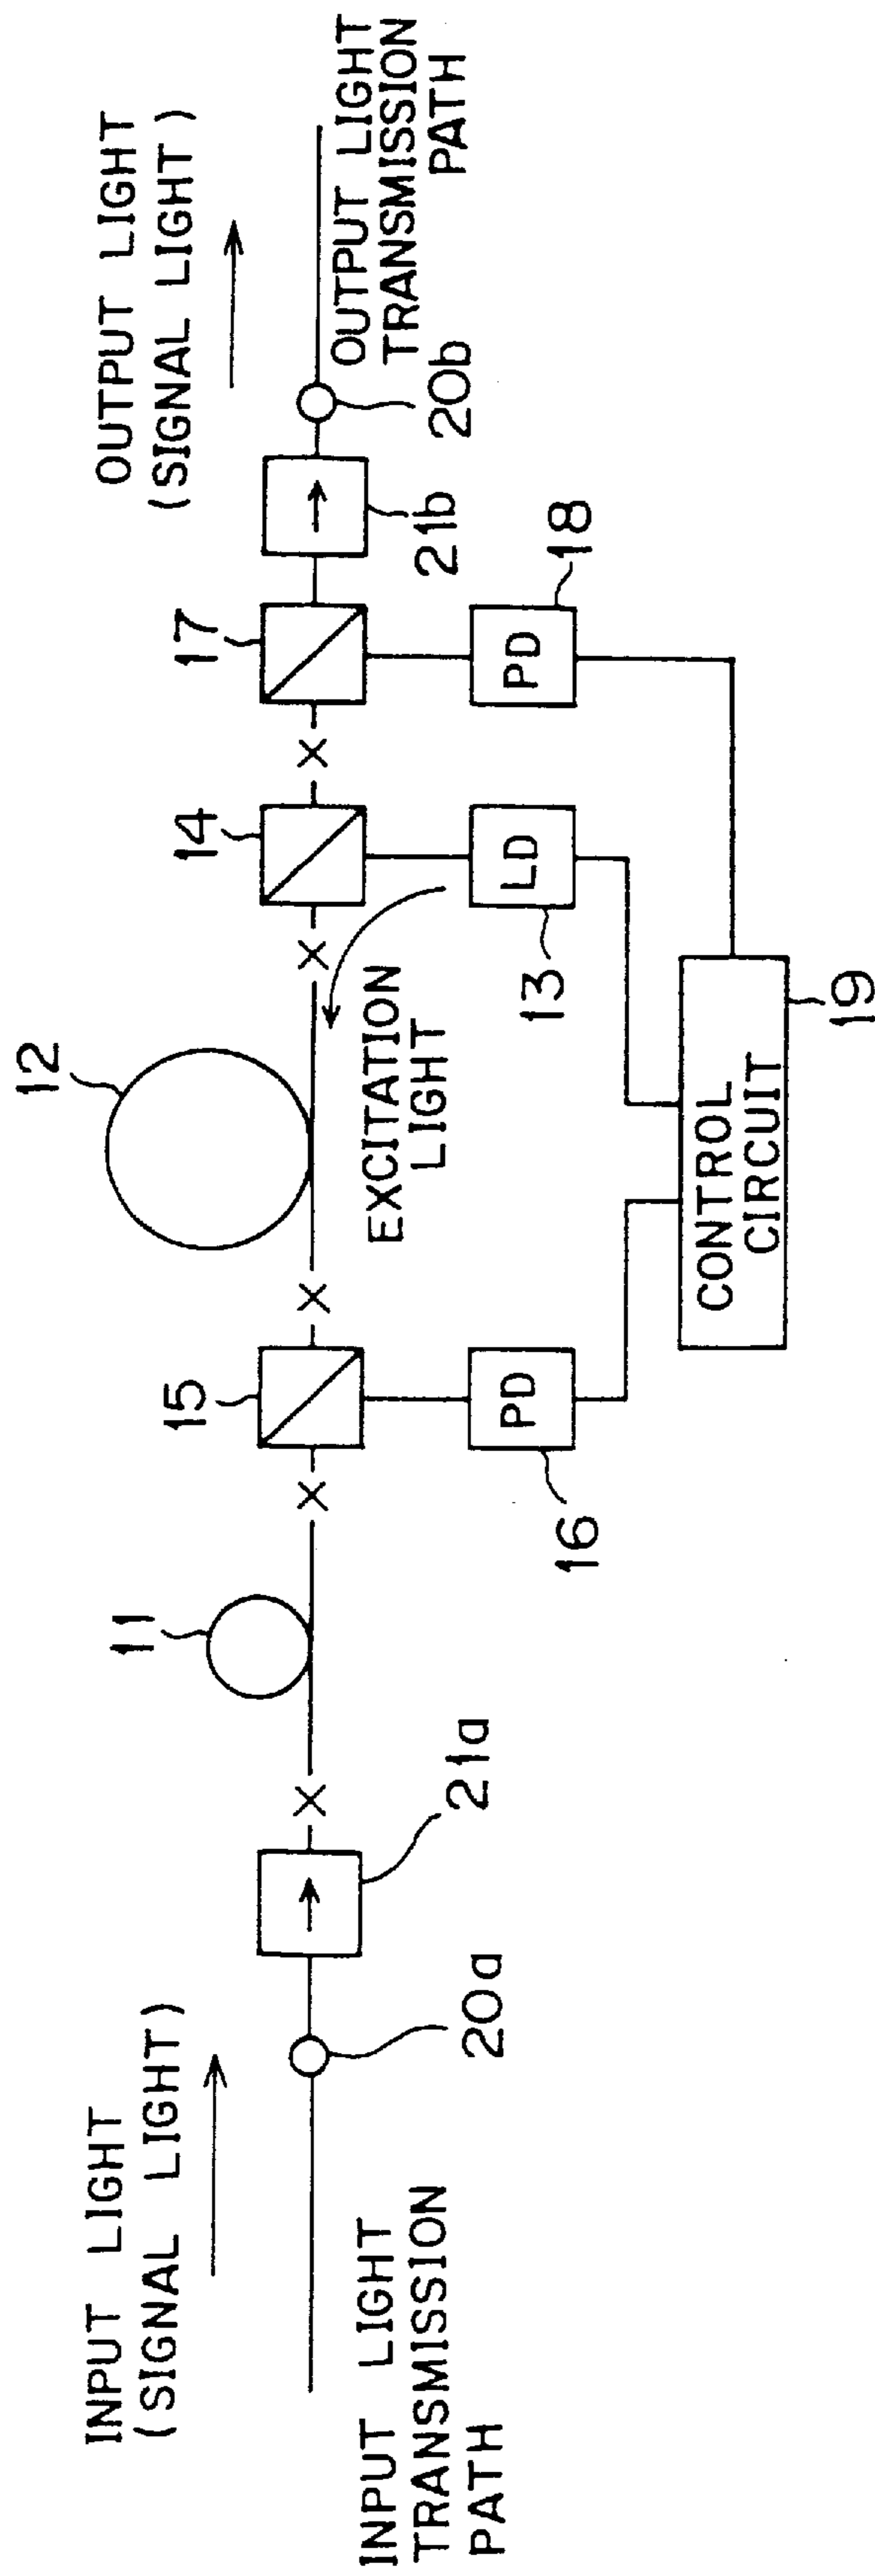 INPUT LIGHT
(SIGNAL LIGHT)
INPUT LIGHT
TRANSMISSION
PATH
20a
21a
11
15
PD
16
12
EXCITATION
LIGHT
14
LD
13
17
PD
18
CONTROL
CIRCUIT
19
21b
20b
OUTPUT LIGHT
(SIGNAL LIGHT)
OUTPUT LIGHT
TRANSMISSION
PATH